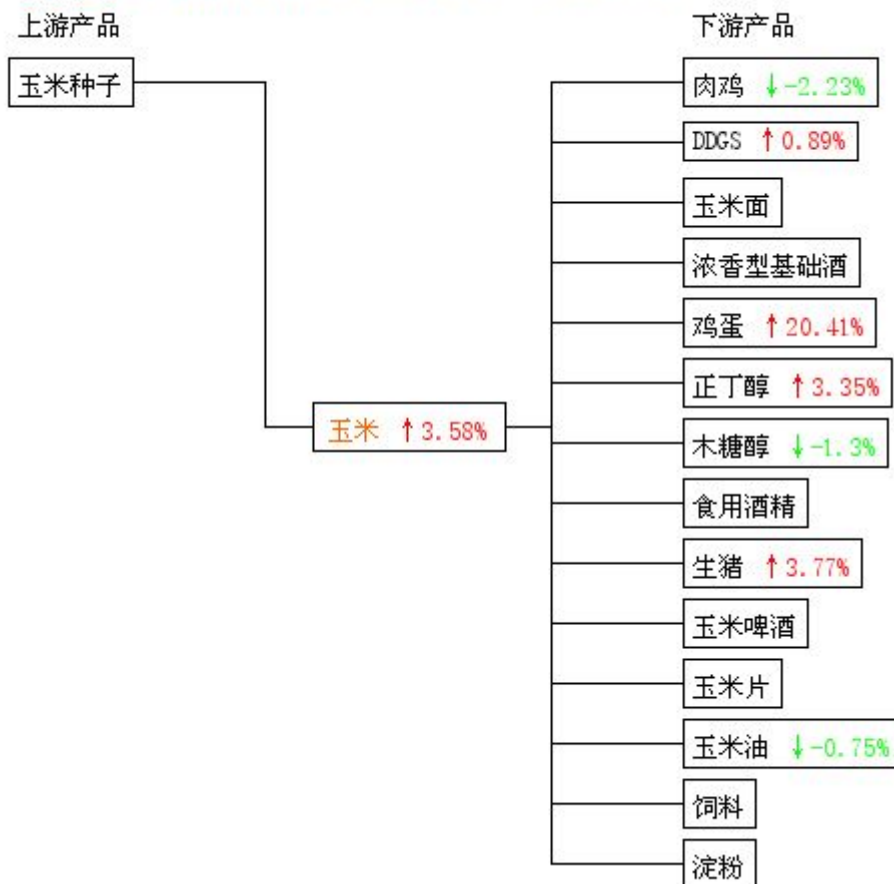 上游产品
下游产品
玉米种子
玉米 ↑3.58%
肉鸡 ↓-2.23%
DDGS ↑0.89%
玉米面
浓香型基础酒
鸡蛋 ↑20.41%
正丁醇 ↑3.35%
木糖醇 ↓-1.3%
食用酒精
生猪 ↑3.77%
玉米啤酒
玉米片
玉米油 ↓-0.75%
饲料
淀粉